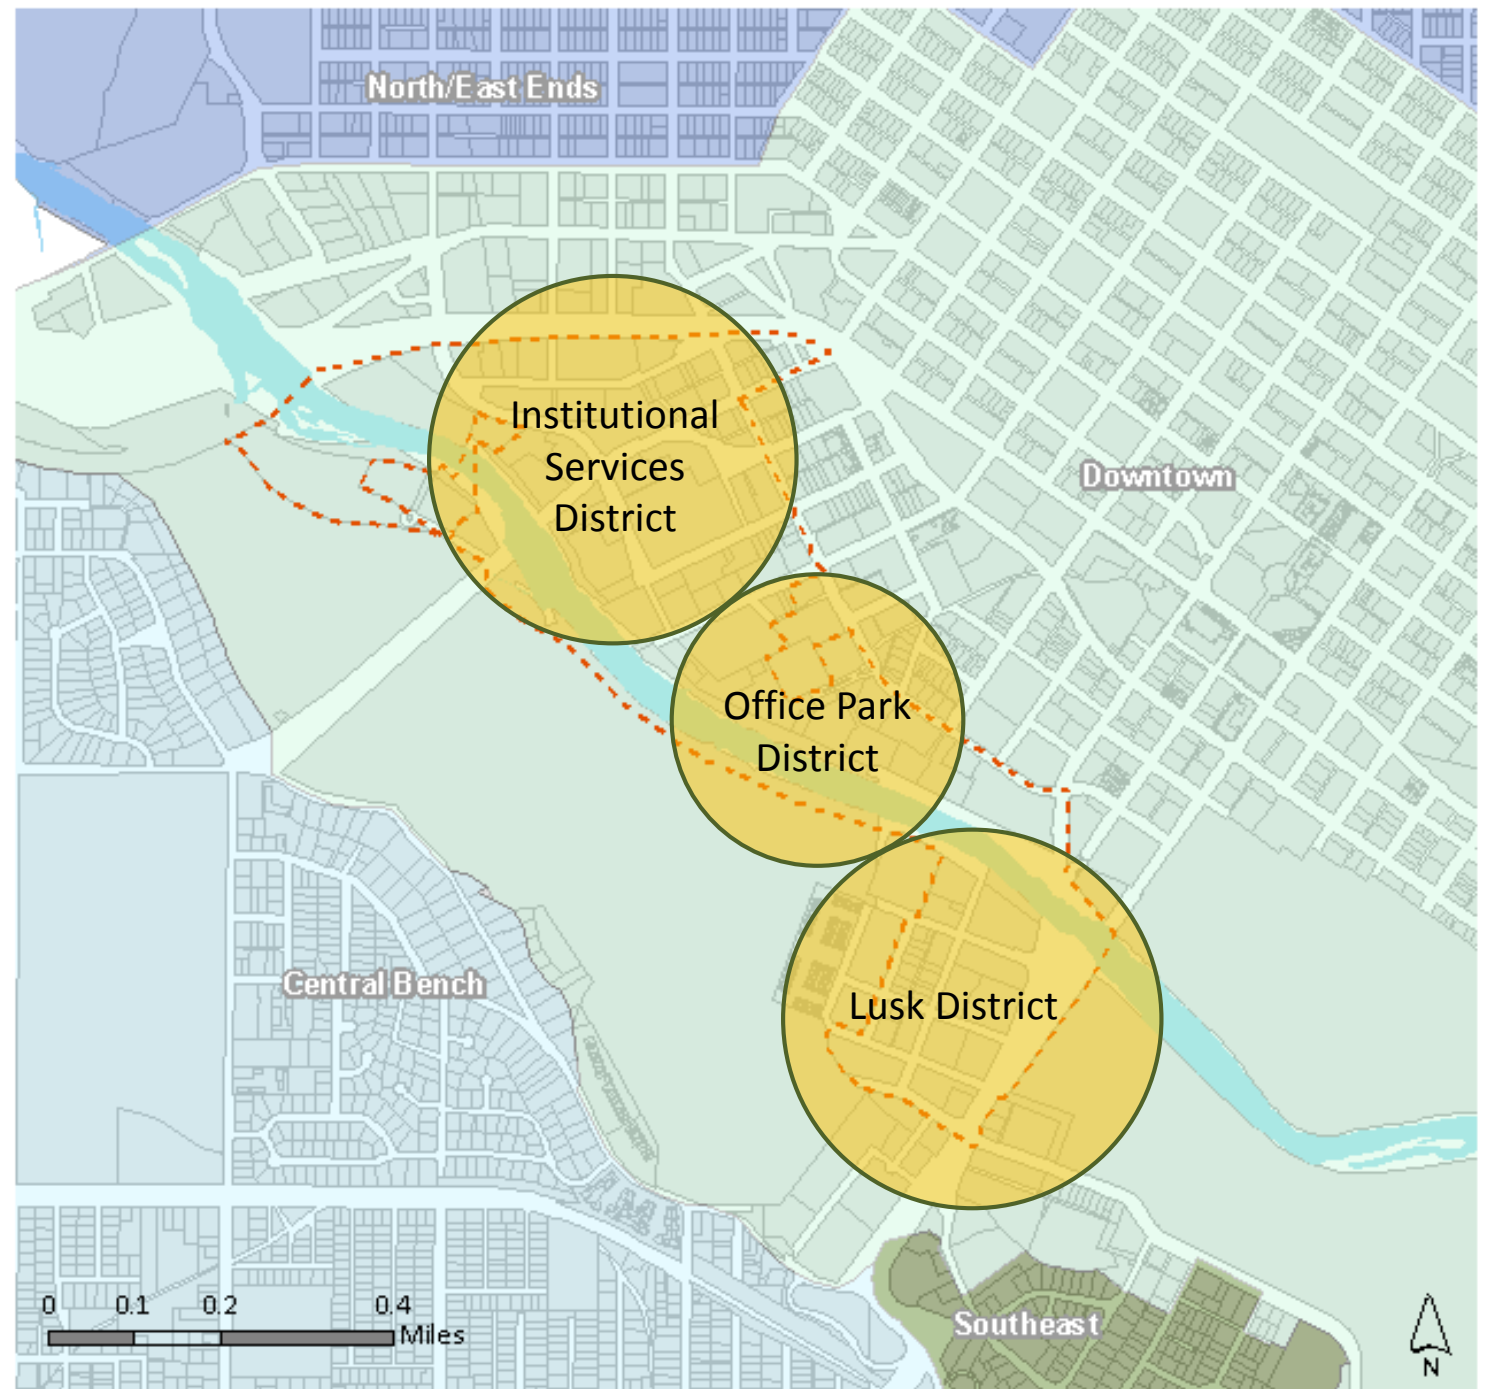 North/East Ends
Institutional
Services
District
Downtown
Office Park
District
Central Bench
Lusk District
0 0.1 0.2 0.4
Miles
Southeast
N